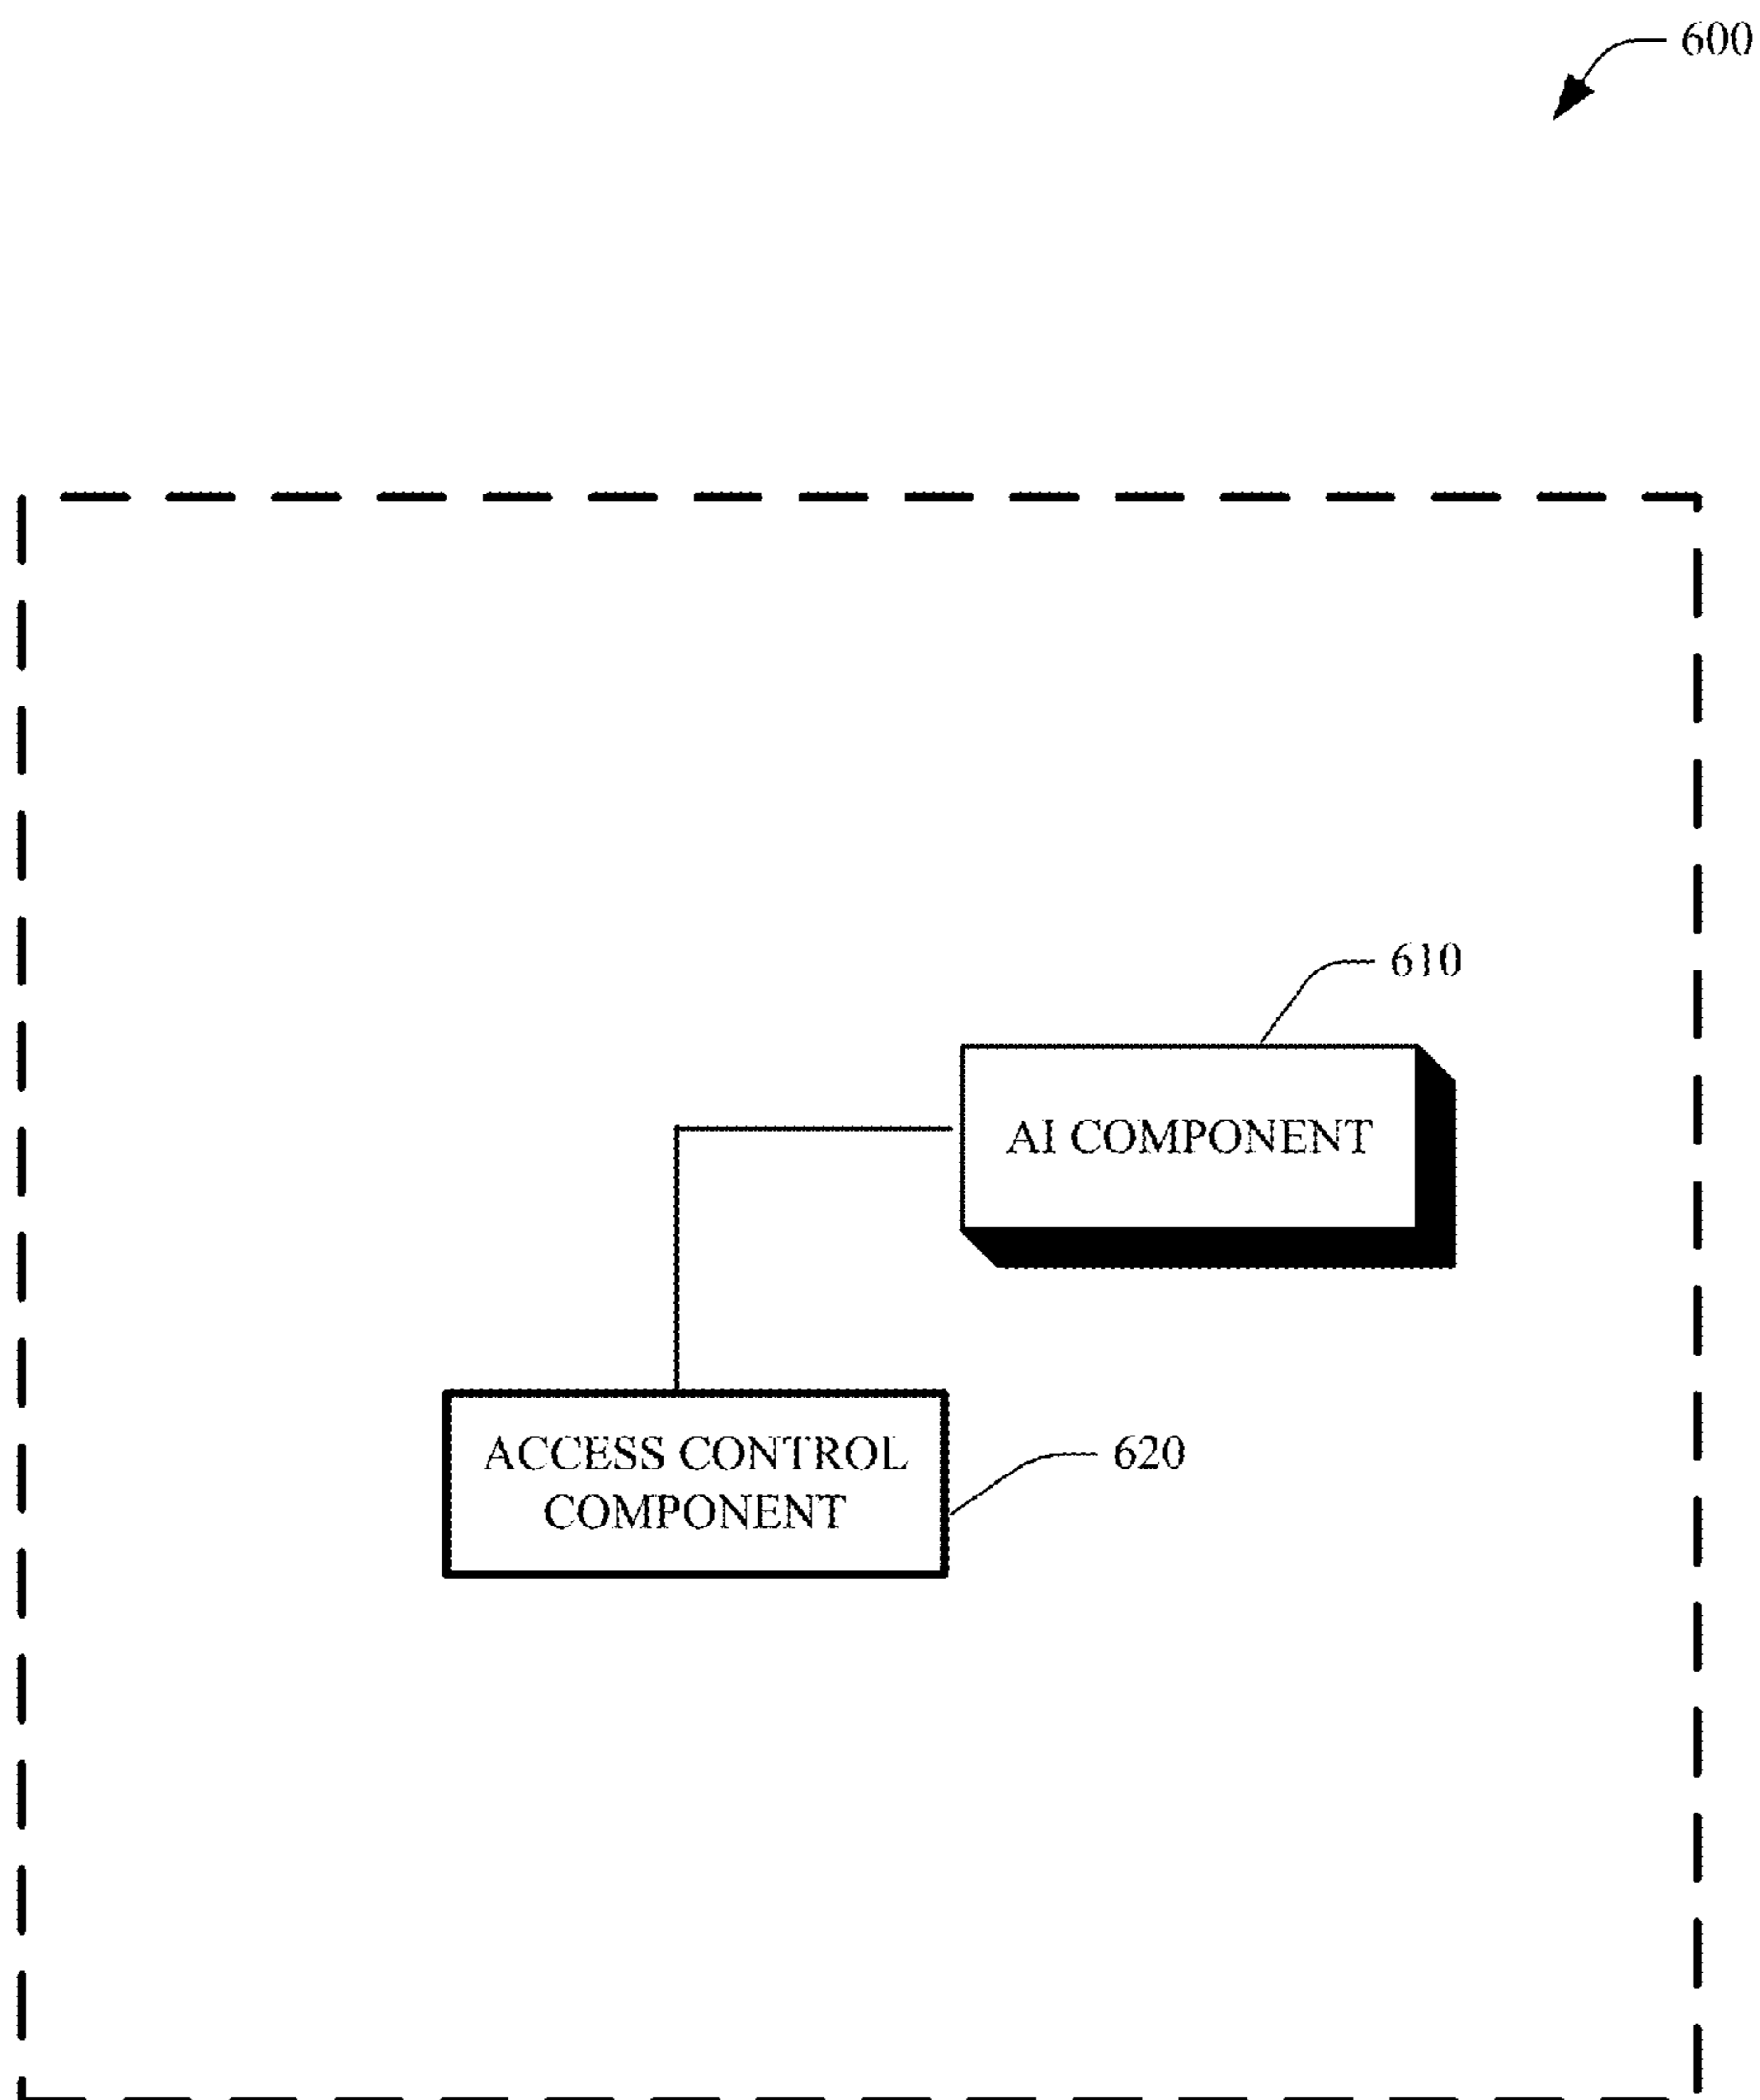 600
610
AI COMPONENT
ACCESS CONTROL
COMPONENT
620